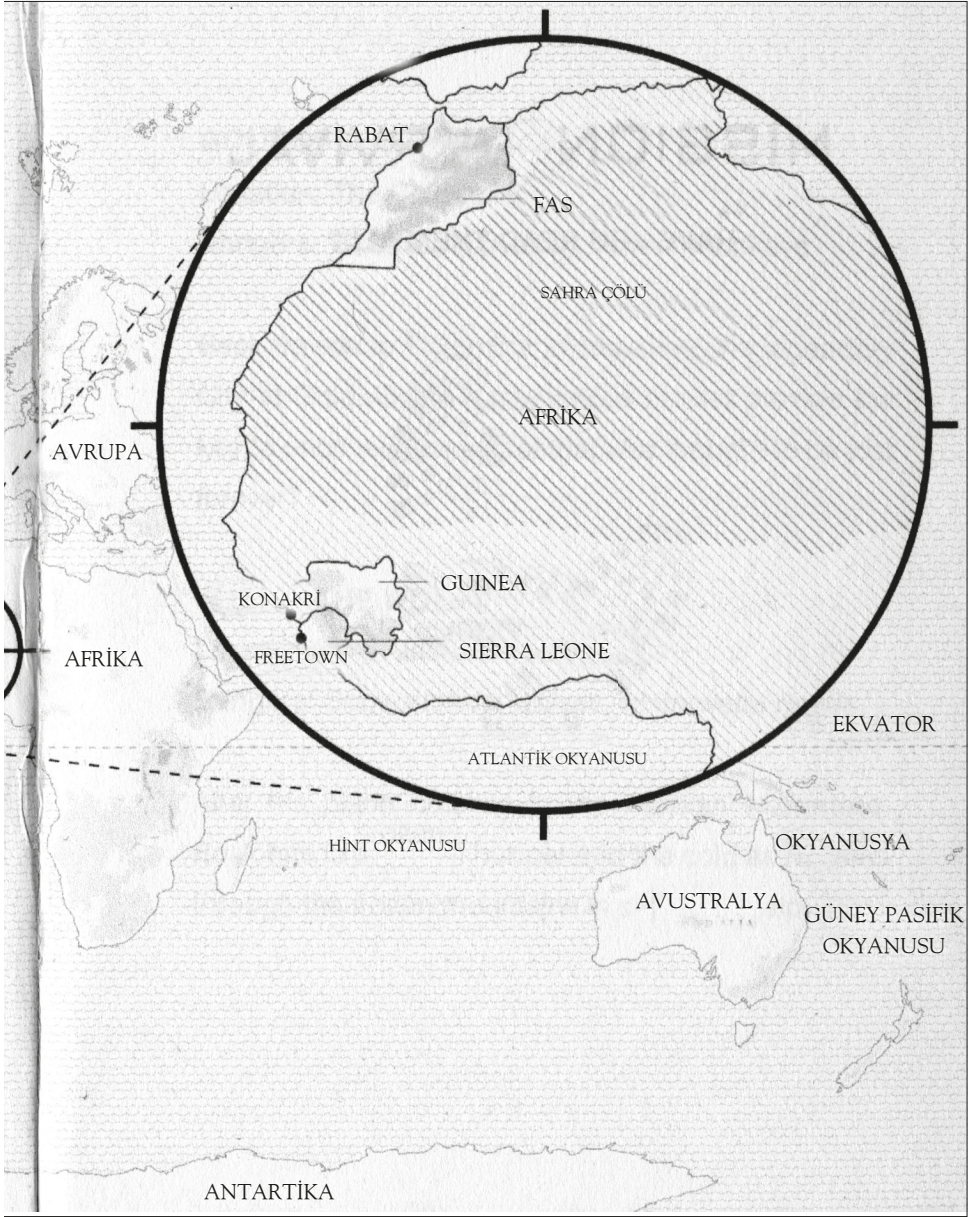 RABAT
FAS
SAHRA ÇÖLÜ
AFRİKA
AVRUPA
GUINEA
KONAKRİ
SIERRA LEONE
FREETOWN
AFRİKA
EKVATOR
ATLANTİK OKYANUSU
HİNT OKYANUSU
OKYANUSYA
AVUSTRALYA
GÜNEY PASİFİK
OKYANUSU
ANTARTİKA